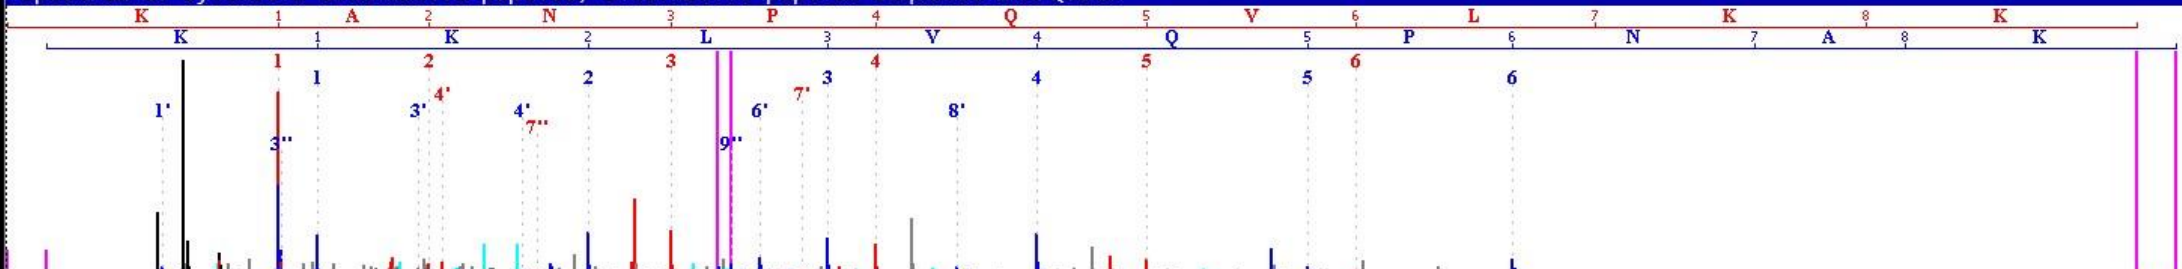 K 1 A 2 N 3 P 4 Q 5 V 6 L 7 K 8 K
K 1 K 2 L 3 V 4 Q 5 P 6 N 7 A 8 K
1 2 3 4 5 6
1 2 3 4 5 6
4' 7'
1' 3' 4' 6' 8'
7"
3" 9"